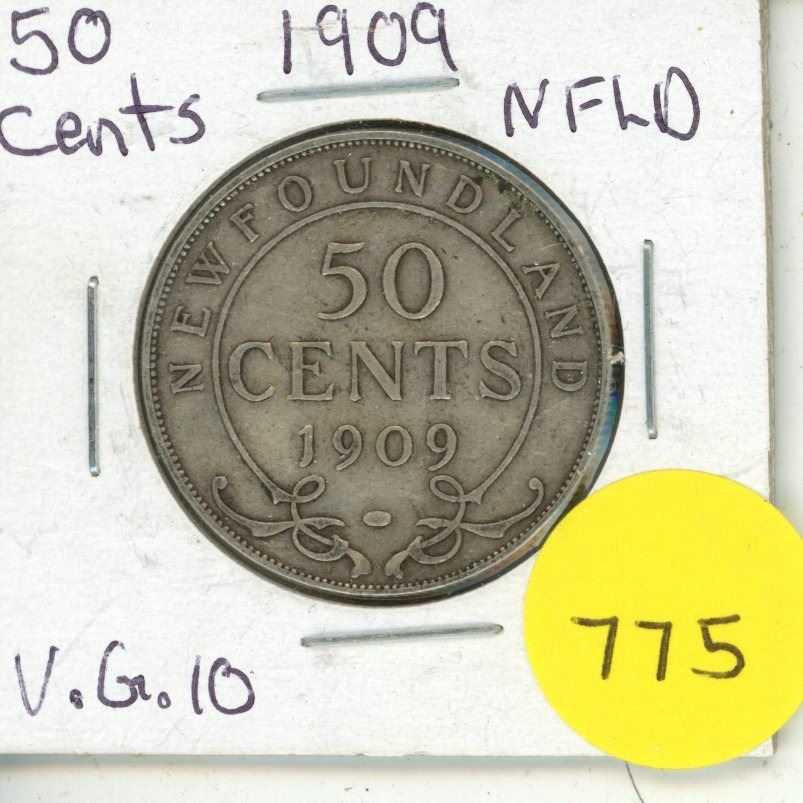 50
1909
Cents
NFLD
NEWFOUNDLAND
50
CENTS
1909
V.G.10
775